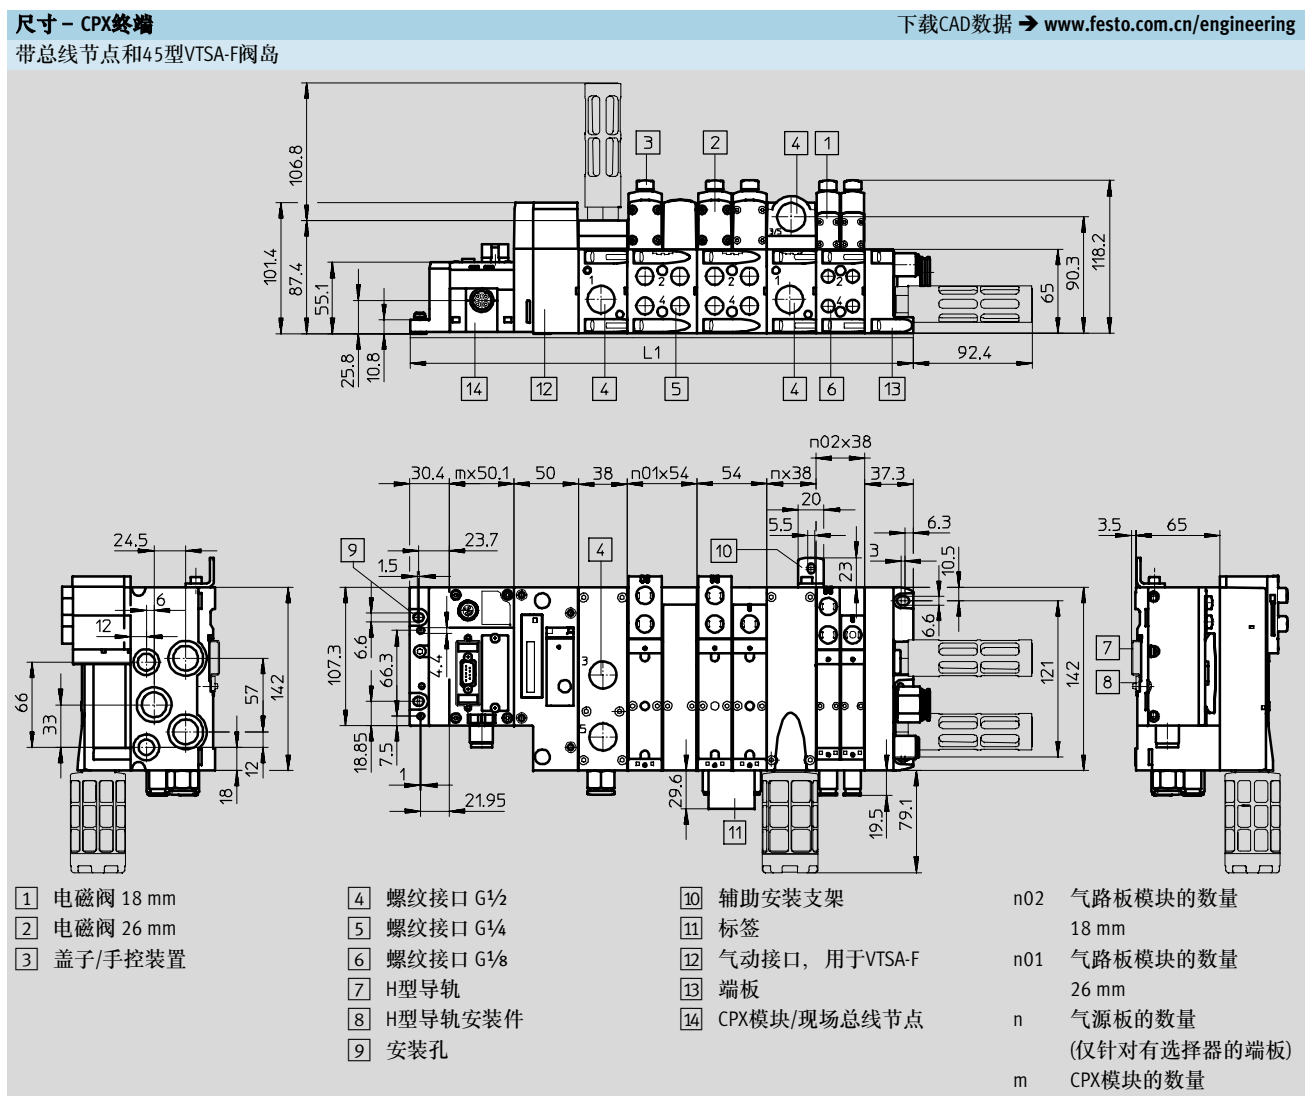 尺寸 – CPX终端
下载CAD数据 ➔ www.festo.com.cn/engineering
带总线节点和45型VTSA-F阀岛
3
2
4
1
106.8
101.4
87.4
55.1
25.8
10.8
3/5
1
2
2
1
2
4
4
4
118.2
90.3
65
L1
92.4
14
12
4
5
4
6
13
n02x38
30.4
mx50.1
50
38
n01x54
54
nx38
37.3
20
5.5
6.3
3
10.5
3.5
65
24.5
9
23.7
4
10
23
1.5
6
12
6.6
6.6
107.3
66.3
4.4
3
5
66
33
57
142
121
142
7
8
18.85
7.5
12
18
1
21.95
29.6
11
19.5
79.1
1 电磁阀 18 mm
2 电磁阀 26 mm
3 盖子/手控装置
4 螺纹接口 G½
5 螺纹接口 G¼
6 螺纹接口 G⅛
7 H型导轨
8 H型导轨安装件
9 安装孔
10 辅助安装支架
11 标签
12 气动接口，用于VTSA-F
13 端板
14 CPX模块/现场总线节点
n02 气路板模块的数量
18 mm
n01 气路板模块的数量
26 mm
n 气源板的数量
(仅针对有选择器的端板)
m CPX模块的数量